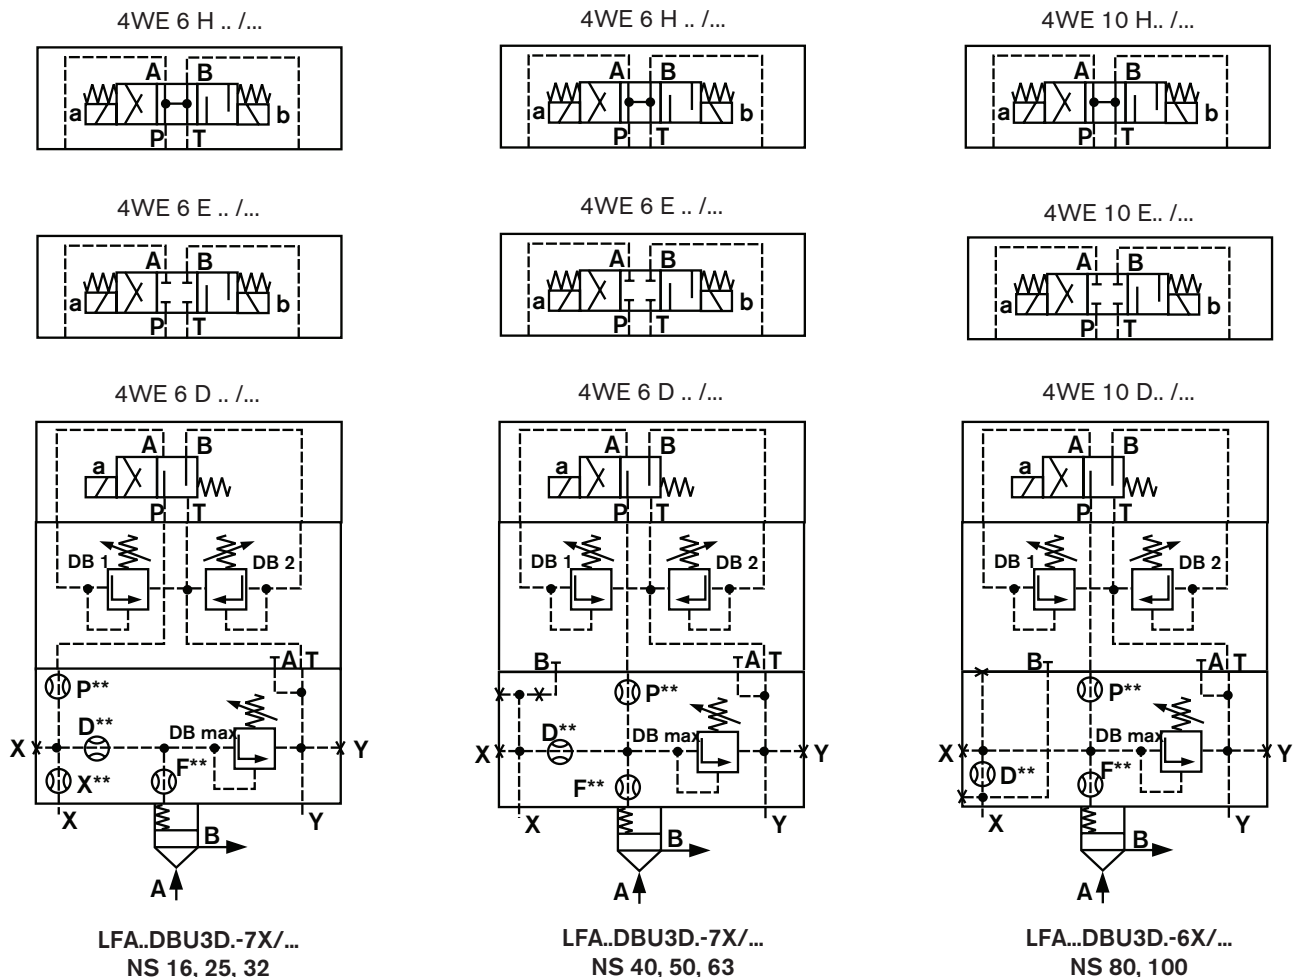 4WE 6 H .. /...
4WE 6 H .. /...
4WE 10 H.. /...
A B
a b
P T
A B
a b
P T
A B
a b
P T
4WE 6 E .. /...
4WE 6 E .. /...
4WE 10 E.. /...
A B
a b
P T
A B
a b
P T
A B
a b
P T
4WE 6 D .. /...
4WE 6 D .. /...
4WE 10 D.. /...
A B
a
P T
DB 1 DB 2
A T
P**
D** DB max
X Y
X** F**
X Y
B
A
A B
a
P T
DB 1 DB 2
B A T
P**
D** DB max
X Y
F**
X Y
B
A
A B
a
P T
DB 1 DB 2
B A T
P**
DB max
X Y
D** F**
X Y
B
A
LFA..DBU3D.-7X/...
NS 16, 25, 32
LFA..DBU3D.-7X/...
NS 40, 50, 63
LFA...DBU3D.-6X/...
NS 80, 100